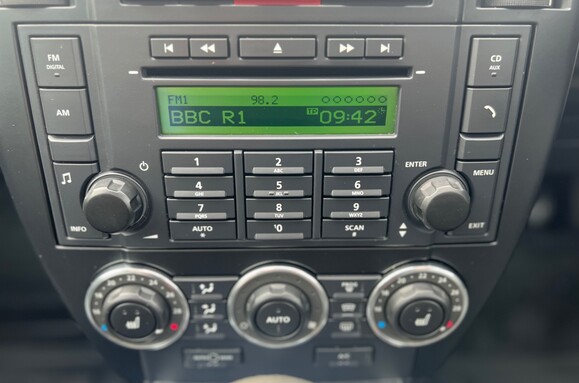 FM
DIGITAL
CD
AUX
AM
FM1 98.2
BBC R1 TP 09:42
1
2
ABC
3
DEF
4
GHI
5
JKL
6
MNO
7
PQRS
8
TUV
9
WXYZ
AUTO
*
0
SCAN
#
INFO
ENTER
MENU
EXIT
AUTO